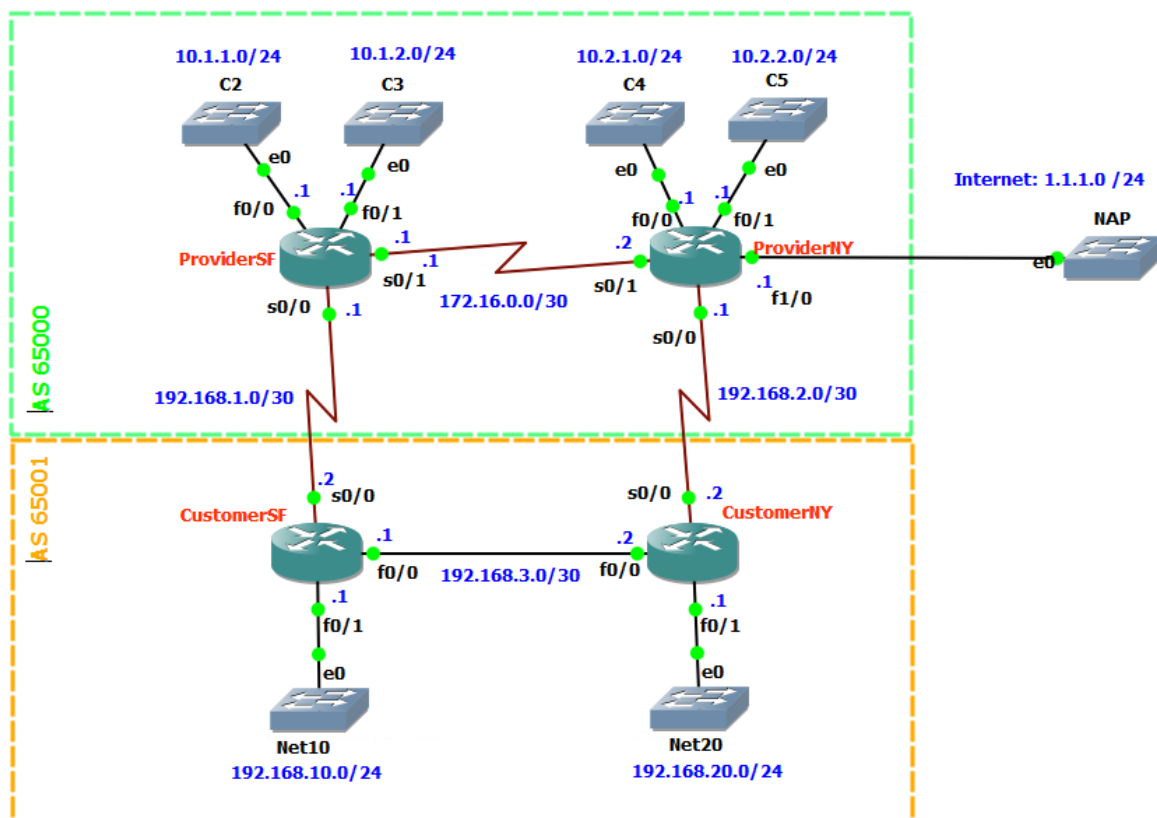 10.1.1.0/24
10.1.2.0/24
10.2.1.0/24
10.2.2.0/24
C2
C3
C4
C5
e0
e0
e0
e0
Internet: 1.1.1.0 /24
.1
.1
.1
.1
f0/0
f0/1
f0/0
f0/1
NAP
ProviderSF
.1
.2
ProviderNY
e0
.1
s0/1
s0/1
.1
f1/0
172.16.0.0/30
s0/0
.1
s0/0
.1
AS 65000
192.168.1.0/30
192.168.2.0/30
AS 65001
.2
s0/0
s0/0
.2
CustomerSF
CustomerNY
.1
.2
f0/0
192.168.3.0/30
f0/0
.1
f0/1
.1
f0/1
e0
e0
Net10
Net20
192.168.10.0/24
192.168.20.0/24